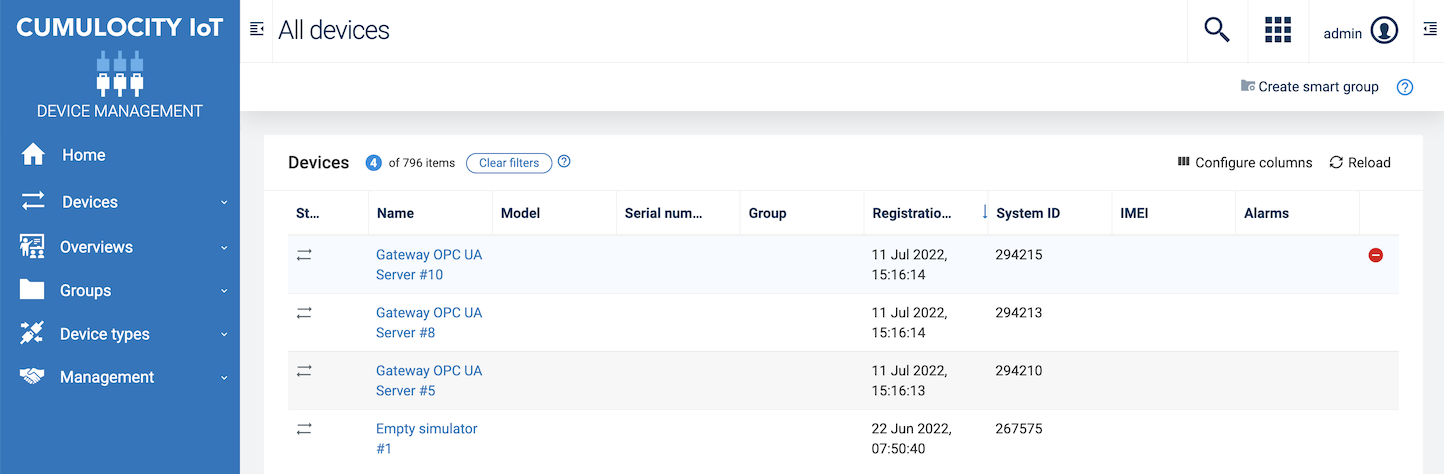 CUMULOCITY IoT
DEVICE MANAGEMENT
Home
Devices
Overviews
Groups
Device types
Management
All devices
admin
Create smart group
?
Devices 4 of 796 items Clear filters ?
Configure columns Reload
St... Name Model Serial num... Group Registratio... ↓ System ID IMEI Alarms
Gateway OPC UA 11 Jul 2022, 294215
Server #10 15:16:14
Gateway OPC UA 11 Jul 2022, 294213
Server #8 15:16:14
Gateway OPC UA 11 Jul 2022, 294210
Server #5 15:16:13
Empty simulator 22 Jun 2022, 267575
#1 07:50:40